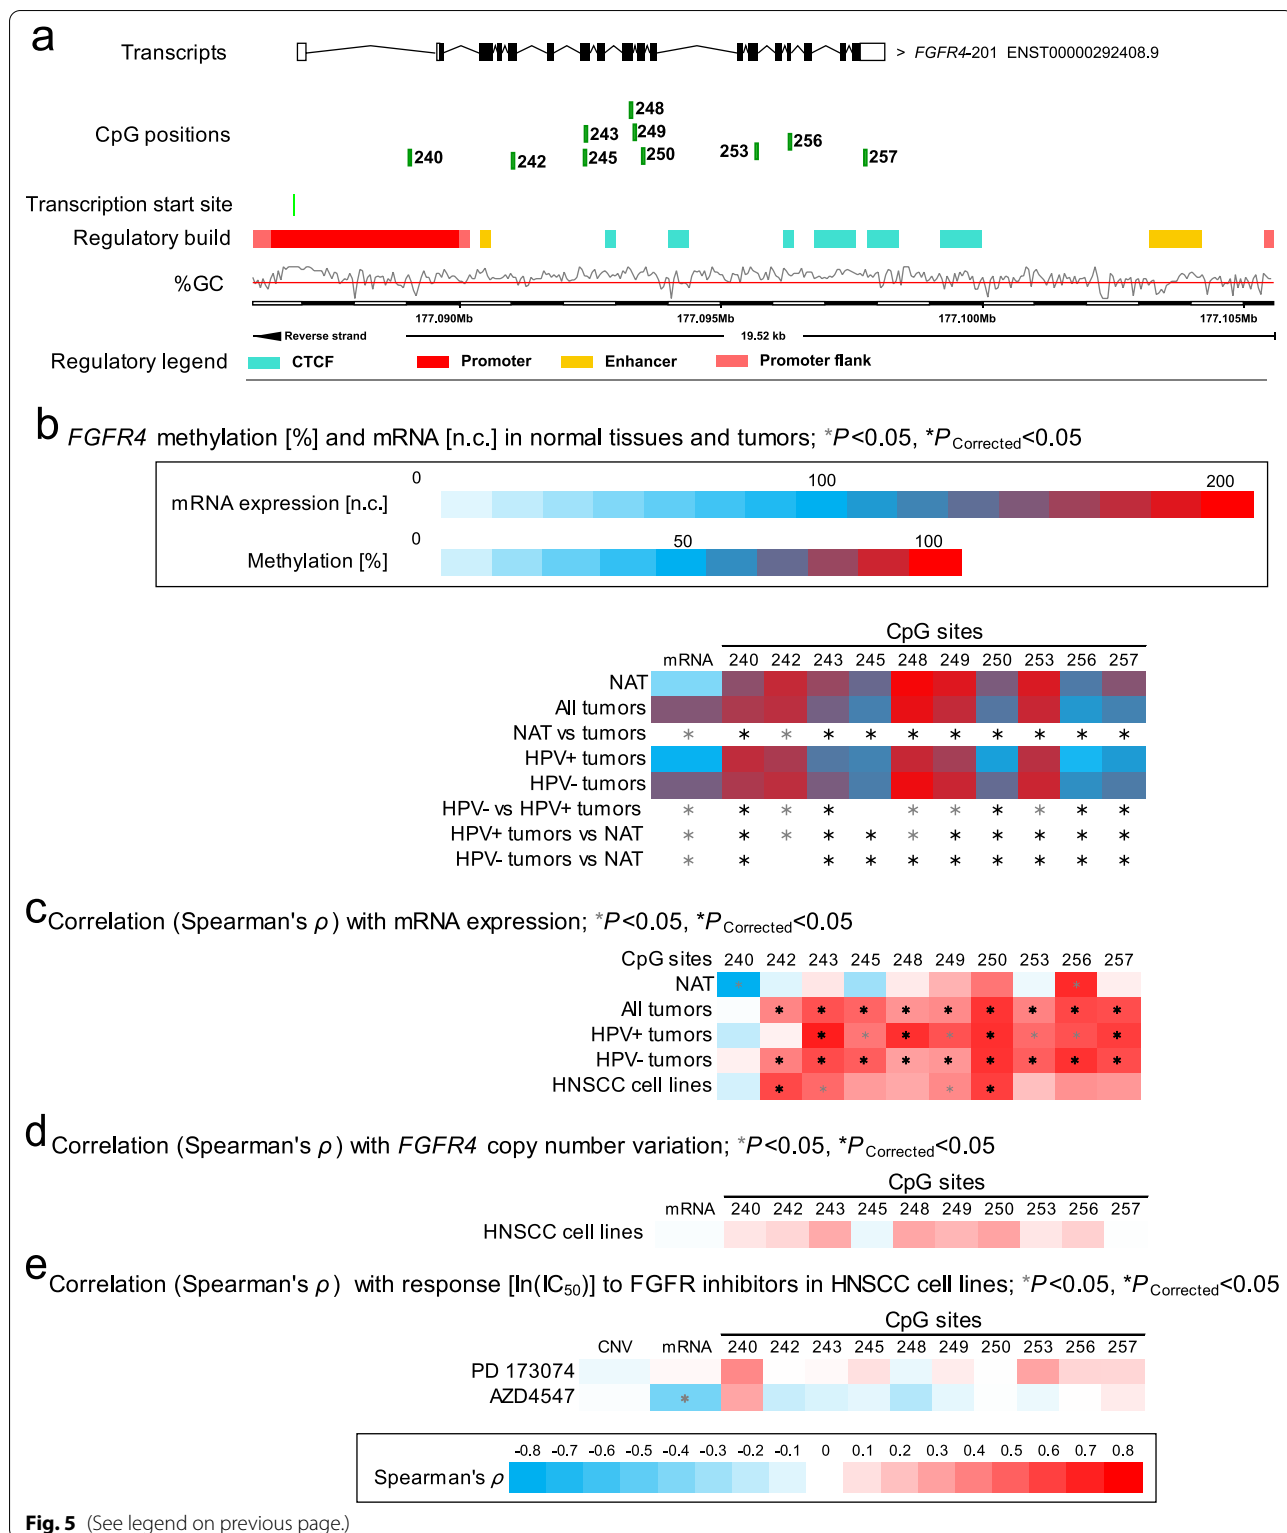 a
Transcripts
> FGFR4-201 ENST00000292408.9
CpG positions
248
243 249
240 242 245 250 253 256 257
Transcription start site
Regulatory build
%GC
177.090Mb 177.095Mb 177.100Mb 177.105Mb
Reverse strand 19.52 kb
Regulatory legend CTCF Promoter Enhancer Promoter flank
b FGFR4 methylation [%] and mRNA [n.c.] in normal tissues and tumors; *P<0.05, *PCorrected<0.05
0 100 200
mRNA expression [n.c.]
0 50 100
Methylation [%]
CpG sites
mRNA 240 242 243 245 248 249 250 253 256 257
NAT
All tumors
NAT vs tumors * * * * * * * * * * *
HPV+ tumors
HPV- tumors
HPV- vs HPV+ tumors * * * * * * * * * *
HPV+ tumors vs NAT * * * * * * * * * * *
HPV- tumors vs NAT * * * * * * * * * *
c Correlation (Spearman's ρ) with mRNA expression; *P<0.05, *PCorrected<0.05
CpG sites 240 242 243 245 248 249 250 253 256 257
NAT * *
All tumors * * * * * * * * *
HPV+ tumors * * * * * * * *
HPV- tumors * * * * * * * * *
HNSCC cell lines * * * *
d Correlation (Spearman's ρ) with FGFR4 copy number variation; *P<0.05, *PCorrected<0.05
CpG sites
mRNA 240 242 243 245 248 249 250 253 256 257
HNSCC cell lines
e Correlation (Spearman's ρ) with response [ln(IC50)] to FGFR inhibitors in HNSCC cell lines; *P<0.05, *PCorrected<0.05
CpG sites
CNV mRNA 240 242 243 245 248 249 250 253 256 257
PD 173074
AZD4547 *
-0.8 -0.7 -0.6 -0.5 -0.4 -0.3 -0.2 -0.1 0 0.1 0.2 0.3 0.4 0.5 0.6 0.7 0.8
Spearman's ρ
Fig. 5 (See legend on previous page.)